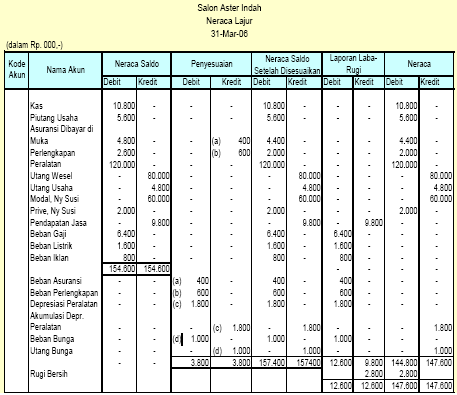 Salon Aster Indah
Neraca Lajur
31-Mar-06
(dalam Rp. 000,-)
Kode Akun Nama Akun Neraca Saldo Penyesuaian Neraca Saldo Setelah Disesuaikan Laporan Laba-Rugi Neraca
Debit Kredit Debit Kredit Debit Kredit Debit Kredit Debit Kredit
Kas 10.800 - - - 10.800 - - - 10.800 -
Piutang Usaha 5.600 - - - 5.600 - - - 5.600 -
Asuransi Dibayar di
Muka 4.800 - - (a) 400 4.400 - - - 4.400 -
Perlengkapan 2.600 - - (b) 600 2.000 - - - 2.000 -
Peralatan 120.000 - - - 120.000 - - - 120.000 -
Utang Wesel - 80.000 - - - 80.000 - - - 80.000
Utang Usaha - 4.800 - - - 4.800 - - - 4.800
Modal, Ny Susi - 60.000 - - - 60.000 - - - 60.000
Prive, Ny Susi 2.000 - - - 2.000 - - - 2.000 -
Pendapatan Jasa - 9.800 - - - 9.800 - 9.800 - -
Beban Gaji 6.400 - - - 6.400 - 6.400 - - -
Beban Listrik 1.600 - - - 1.600 - 1.600 - - -
Beban Iklan 800 - - - 800 - 800 - - -
154.600 154.600 - -
Beban Asuransi - - (a) 400 - 400 - 400 - - -
Beban Perlengkapan - - (b) 600 - 600 - 600 - - -
Depresiasi Peralatan - - (c) 1.800 - 1.800 - 1.800 - - -
Akumulasi Depr.
Peralatan - - - (c) 1.800 - 1.800 - - - 1.800
Beban Bunga - - (d) 1.000 - 1.000 - 1.000 - - -
Utang Bunga - - - (d) 1.000 - 1.000 - - - 1.000
- - 3.800 3.800 157.400 157400 12.600 9.800 144.800 147.600
Rugi Bersih 2.800 2.800
12.600 12.600 147.600 147.600